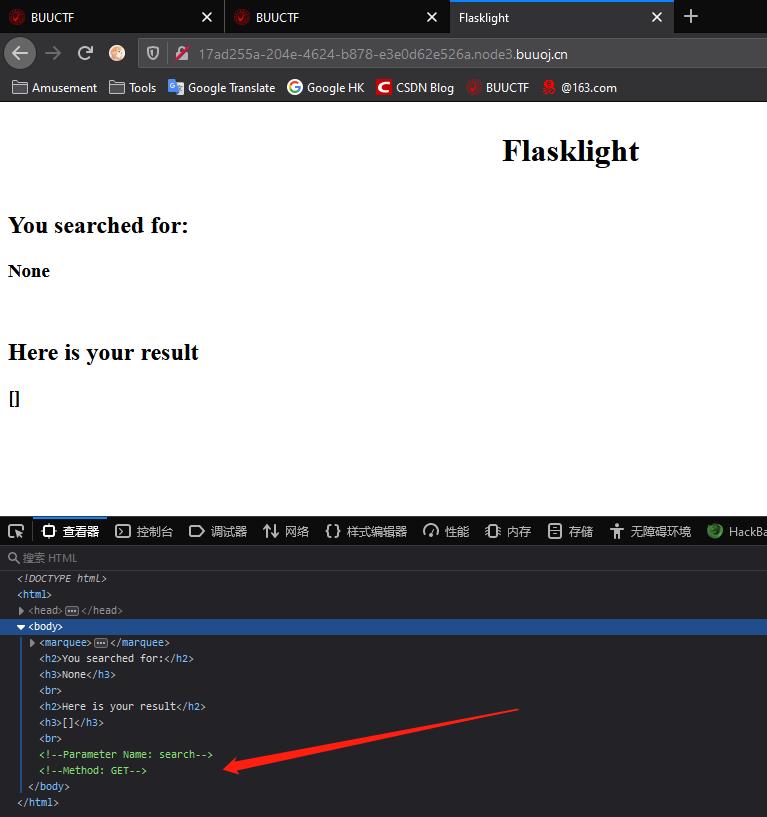 BUUCTF
BUUCTF
Flasklight
17ad255a-204e-4624-b878-e3e0d62e526a.node3.buuoj.cn
Amusement Tools Google Translate Google HK CSDN Blog BUUCTF @163.com
Flasklight
You searched for:
None
Here is your result
[]
查看器 控制台 调试器 网络 样式编辑器 性能 内存 存储 无障碍环境 HackBa
搜索 HTML
<!DOCTYPE html>
<html>
<head></head>
<body>
<marquee></marquee>
<h2>You searched for:</h2>
<h3>None</h3>
<br>
<h2>Here is your result</h2>
<h3>[]</h3>
<br>
<!--Parameter Name: search-->
<!--Method: GET-->
</body>
</html>